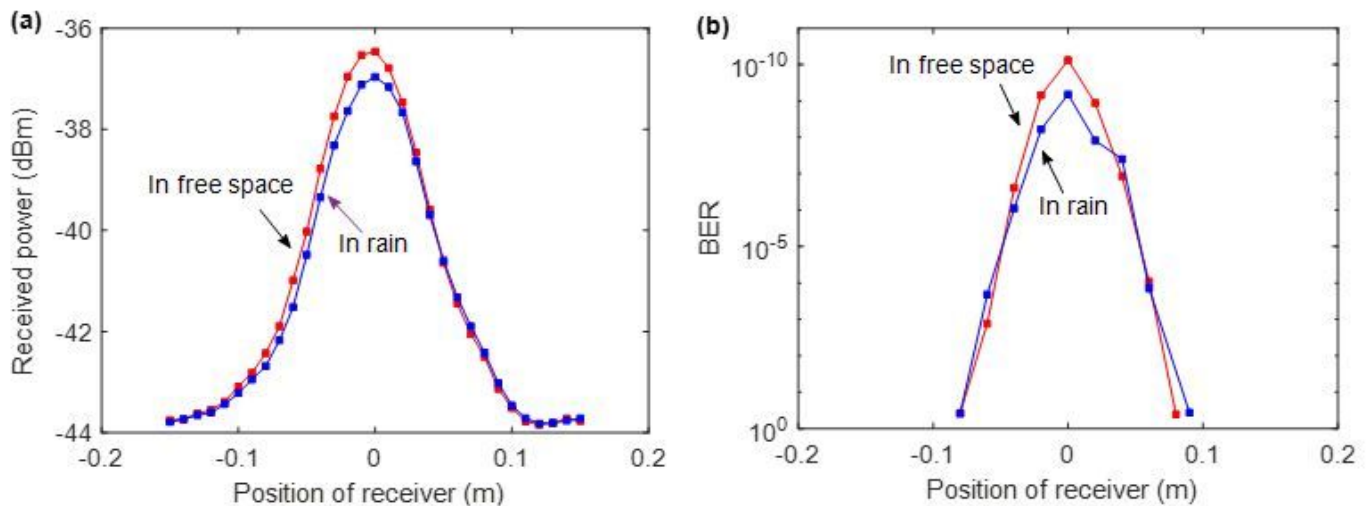 (a)
-36
-38
-40
-42
-44
Received power (dBm)
In free space
In rain
-0.2
-0.1
0
0.1
0.2
Position of receiver (m)
(b)
10-10
10-5
100
BER
In free space
In rain
-0.2
-0.1
0
0.1
0.2
Position of receiver (m)